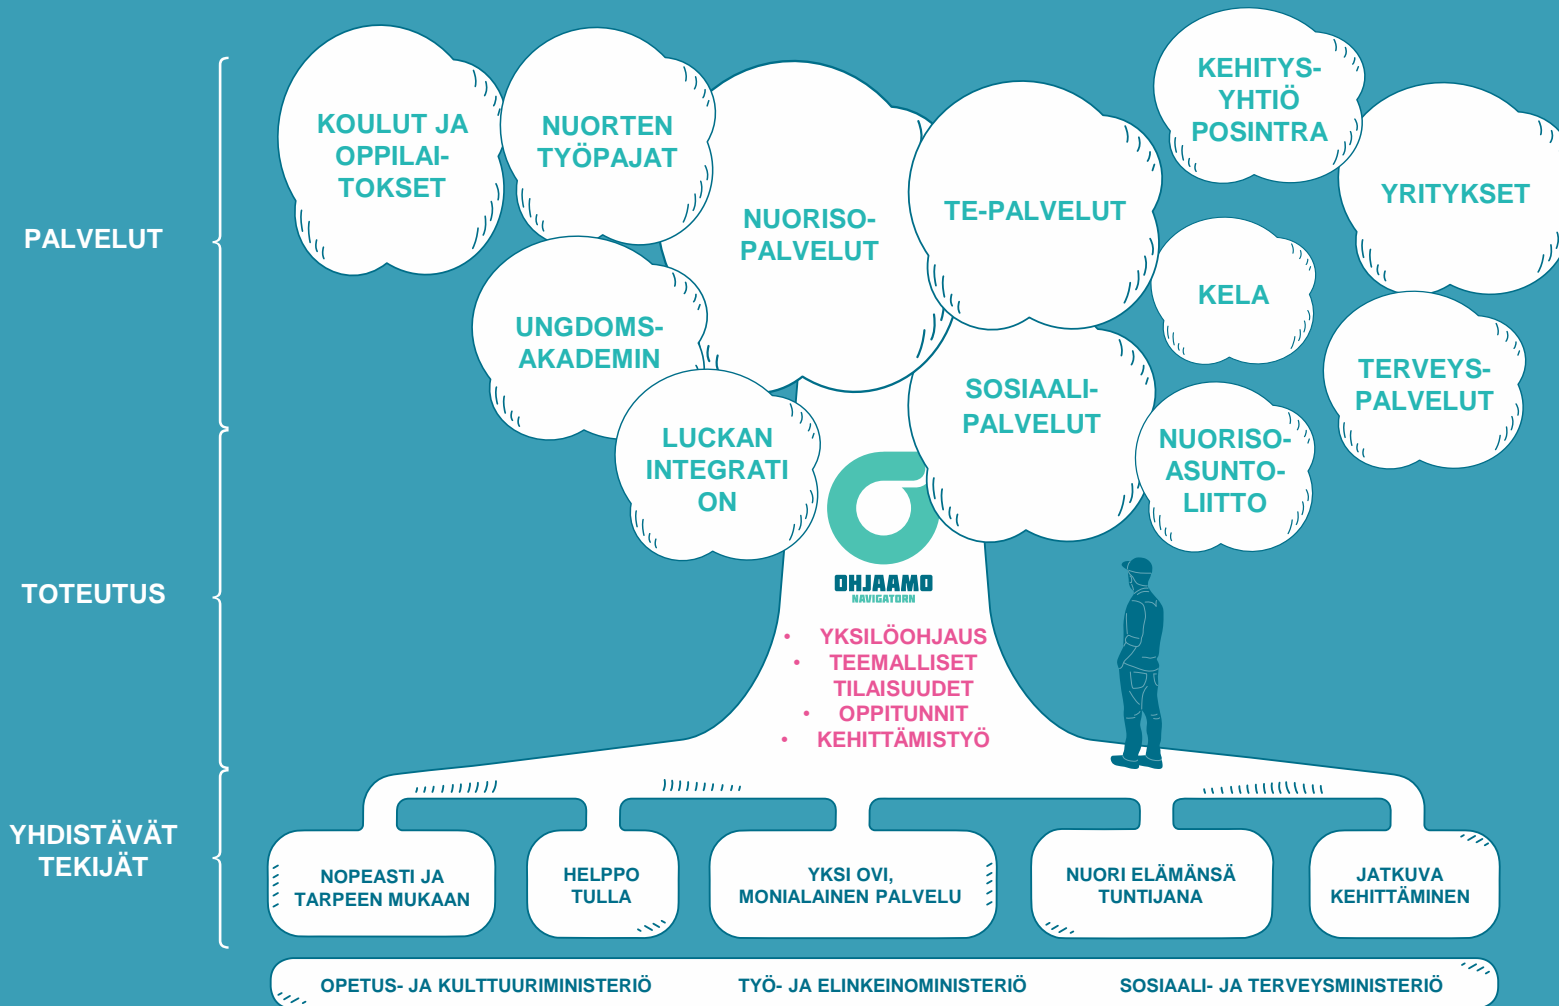 PALVELUT
KOULUT JA
OPPILAI-
TOKSET
NUORTEN
TYÖPAJAT
NUORISO-
PALVELUT
TE-PALVELUT
KEHITYS-
YHTIÖ
POSINTRA
YRITYKSET
UNGDOMS-
AKADEMIN
KELA
SOSIAALI-
PALVELUT
TERVEYS-
PALVELUT
LUCKAN
INTEGRATI
ON
NUORISO-
ASUNTO-
LIITTO
TOTEUTUS
OHJAAMO
NAVIGATORN
• YKSILÖOHJAUS
• TEEMALLISET
TILAISUUDET
• OPPITUNNIT
• KEHITTÄMISTYÖ
YHDISTÄVÄT
TEKIJÄT
NOPEASTI JA
TARPEEN MUKAAN
HELPPO
TULLA
YKSI OVI,
MONIALAINEN PALVELU
NUORI ELÄMÄNSÄ
TUNTIJANA
JATKUVA
KEHITTÄMINEN
OPETUS- JA KULTTUURIMINISTERIÖ
TYÖ- JA ELINKEINOMINISTERIÖ
SOSIAALI- JA TERVEYSMINISTERIÖ